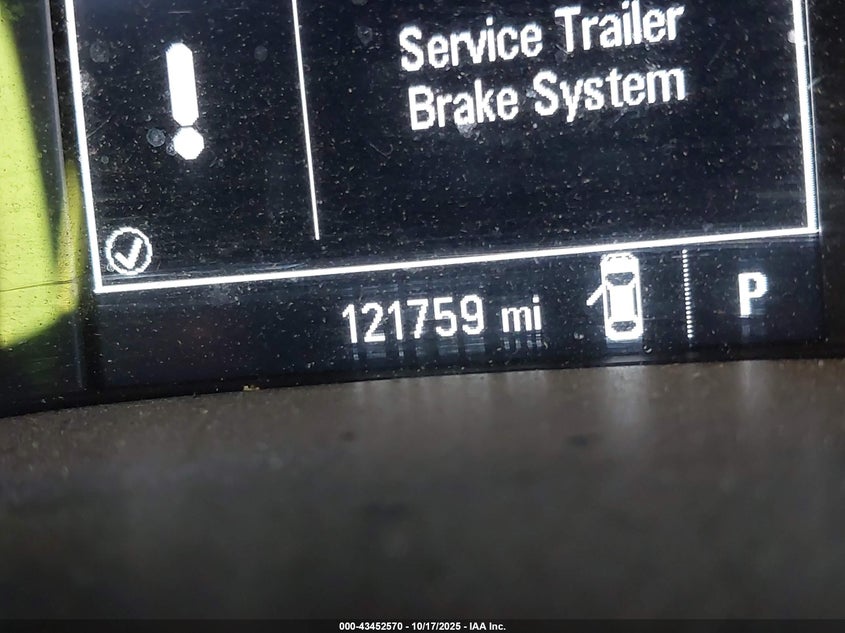 Service Trailer
Brake System
121759 mi
P
000-43452570 - 10/17/2025 - IAA Inc.